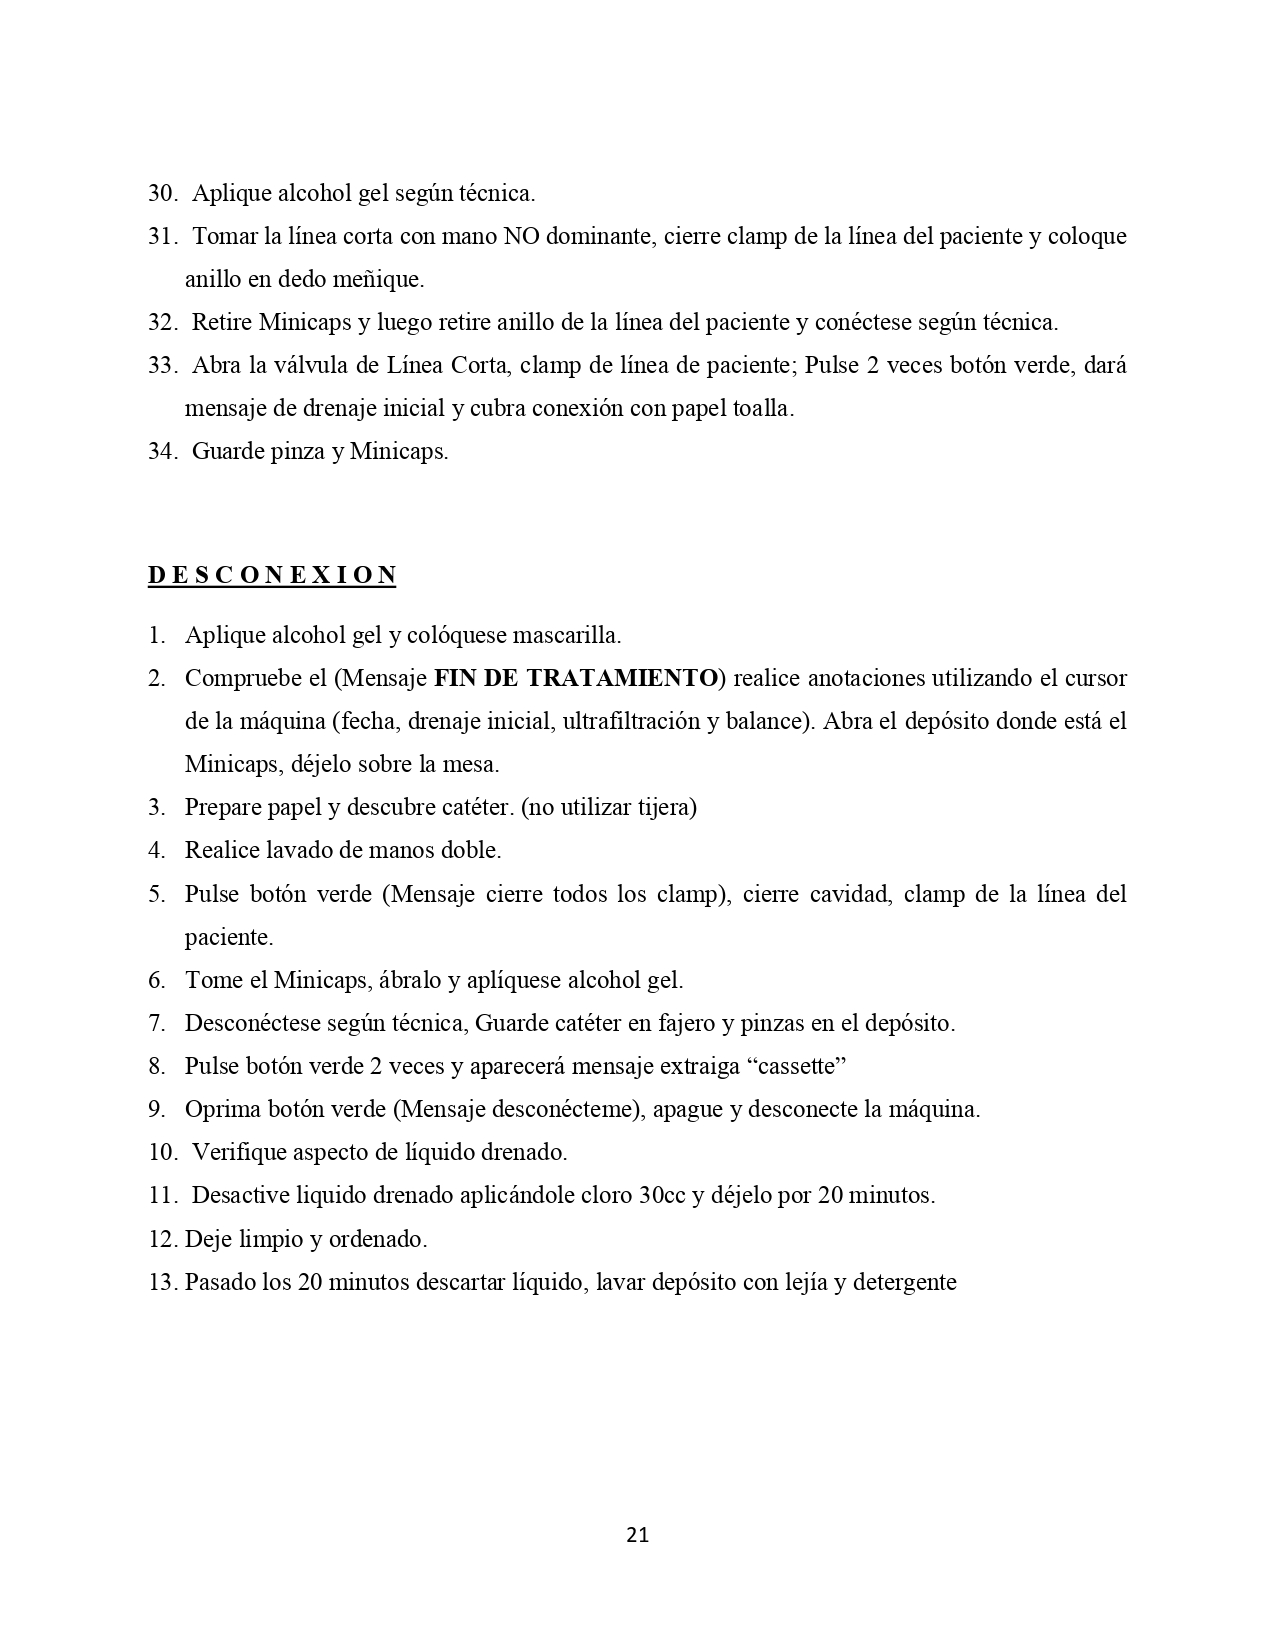 30. Aplique alcohol gel según técnica.
31. Tomar la línea corta con mano NO dominante, cierre clamp de la línea del paciente y coloque
anillo en dedo meñique.
32. Retire Minicaps y luego retire anillo de la línea del paciente y conéctese según técnica.
33. Abra la válvula de Línea Corta, clamp de línea de paciente; Pulse 2 veces botón verde, dará
mensaje de drenaje inicial y cubra conexión con papel toalla.
34. Guarde pinza y Minicaps.
D E S C O N E X I O N
1. Aplique alcohol gel y colóquese mascarilla.
2. Compruebe el (Mensaje FIN DE TRATAMIENTO) realice anotaciones utilizando el cursor
de la máquina (fecha, drenaje inicial, ultrafiltración y balance). Abra el depósito donde está el
Minicaps, déjelo sobre la mesa.
3. Prepare papel y descubre catéter. (no utilizar tijera)
4. Realice lavado de manos doble.
5. Pulse botón verde (Mensaje cierre todos los clamp), cierre cavidad, clamp de la línea del
paciente.
6. Tome el Minicaps, ábralo y aplíquese alcohol gel.
7. Desconéctese según técnica, Guarde catéter en fajero y pinzas en el depósito.
8. Pulse botón verde 2 veces y aparecerá mensaje extraiga “cassette”
9. Oprima botón verde (Mensaje desconécteme), apague y desconecte la máquina.
10. Verifique aspecto de líquido drenado.
11. Desactive liquido drenado aplicándole cloro 30cc y déjelo por 20 minutos.
12. Deje limpio y ordenado.
13. Pasado los 20 minutos descartar líquido, lavar depósito con lejía y detergente
21